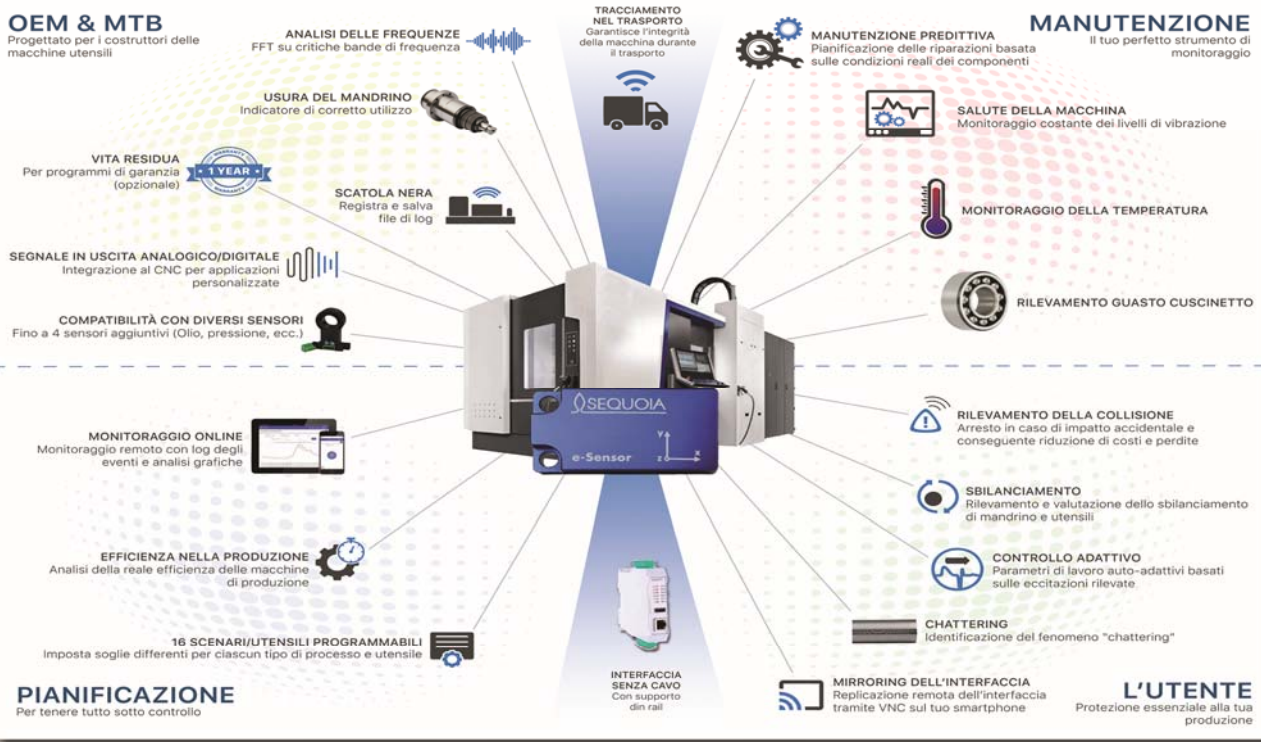 OEM & MTB
Progettato per i costruttori delle
macchine utensili
ANALISI DELLE FREQUENZE
FFT su critiche bande di frequenza
USURA DEL MANDRINO
Indicatore di corretto utilizzo
VITA RESIDUA
Per programmi di garanzia
(opzionale)
WARRANTY
1 YEAR
WARRANTY
SCATOLA NERA
Registra e salva
file di log
SEGNALE IN USCITA ANALOGICO/DIGITALE
Integrazione al CNC per applicazioni
personalizzate
COMPATIBILITÀ CON DIVERSI SENSORI
Fino a 4 sensori aggiuntivi (Olio, pressione, ecc.)
TRACCIAMENTO
NEL TRASPORTO
Garantisce l'integrità
della macchina durante
il trasporto
MANUTENZIONE
Il tuo perfetto strumento di
monitoraggio
MANUTENZIONE PREDITTIVA
Pianificazione delle riparazioni basata
sulle condizioni reali dei componenti
SALUTE DELLA MACCHINA
Monitoraggio costante dei livelli di vibrazione
MONITORAGGIO DELLA TEMPERATURA
RILEVAMENTO GUASTO CUSCINETTO
SEQUOIA
e-Sensor
Y
Z
X
MONITORAGGIO ONLINE
Monitoraggio remoto con log degli
eventi e analisi grafiche
EFFICIENZA NELLA PRODUZIONE
Analisi della reale efficienza delle macchine
di produzione
16 SCENARI/UTENSILI PROGRAMMABILI
Imposta soglie differenti per ciascun tipo di processo e utensile
PIANIFICAZIONE
Per tenere tutto sotto controllo
INTERFACCIA
SENZA CAVO
Con supporto
din rail
RILEVAMENTO DELLA COLLISIONE
Arresto in caso di impatto accidentale e
conseguente riduzione di costi e perdite
SBILANCIAMENTO
Rilevamento e valutazione dello sbilanciamento
di mandrino e utensili
CONTROLLO ADATTIVO
Parametri di lavoro auto-adattivi basati
sulle eccitazioni rilevate
CHATTERING
Identificazione del fenomeno "chattering"
MIRRORING DELL'INTERFACCIA
Replicazione remota dell'interfaccia
tramite VNC sul tuo smartphone
L'UTENTE
Protezione essenziale alla tua
produzione